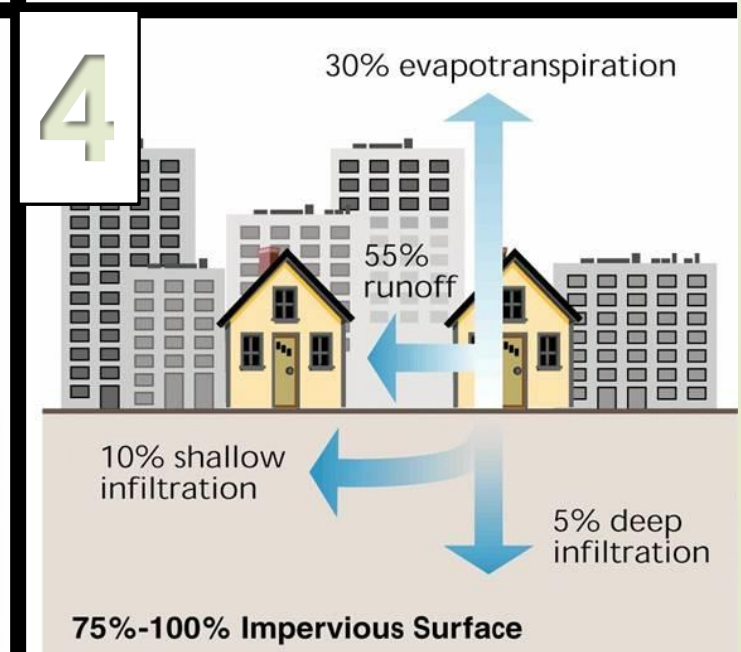 4
30% evapotranspiration
55%
runoff
10% shallow
infiltration
5% deep
infiltration
75%-100% Impervious Surface